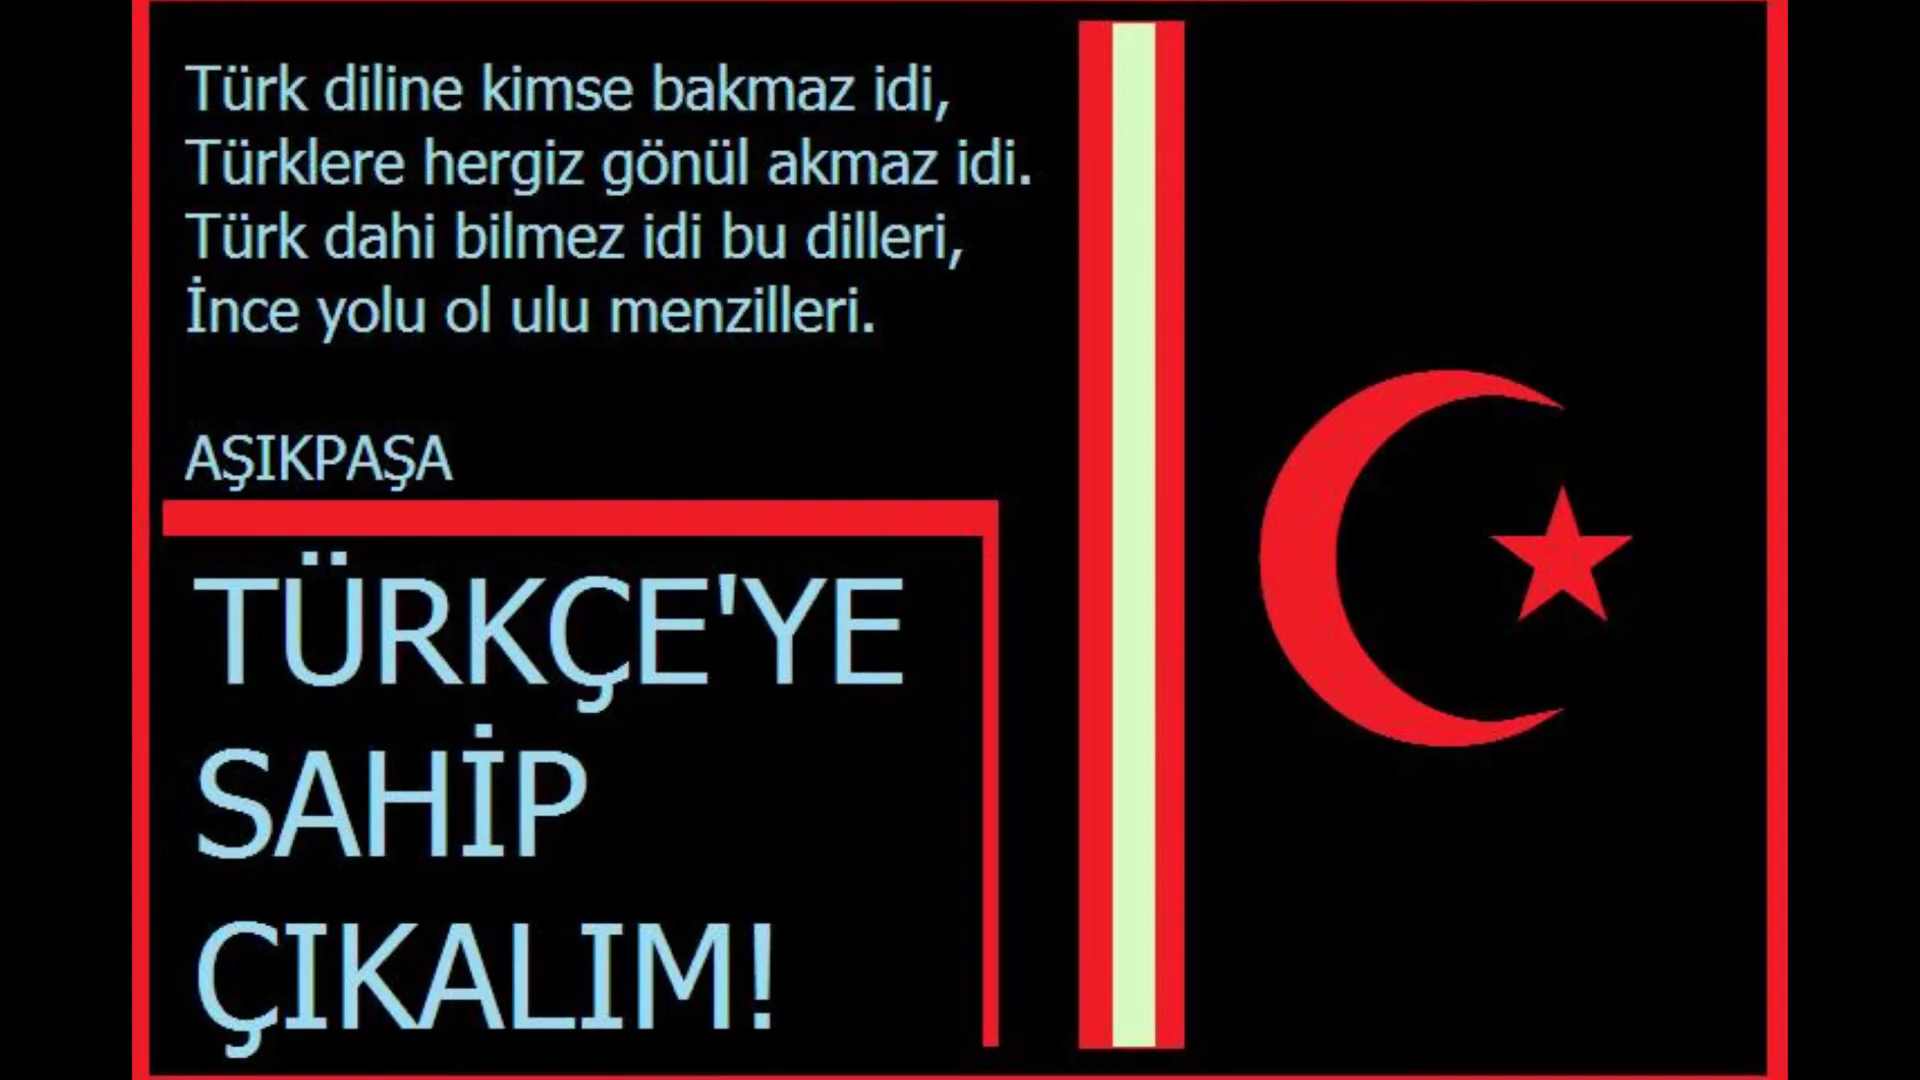 Türk diline kimse bakmaz idi,
Türklere hergiz gönül akmaz idi.
Türk dahi bilmez idi bu dilleri,
İnce yolu ol ulu menzilleri.
AŞIKPAŞA
TÜRKÇE'YE
SAHİP
ÇIKALIM!